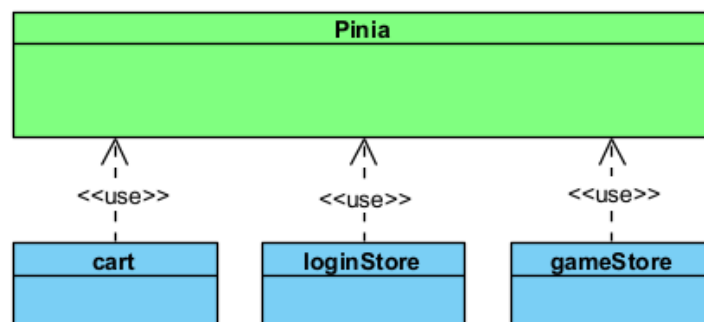 Pinia
<<use>>
<<use>>
<<use>>
cart
loginStore
gameStore